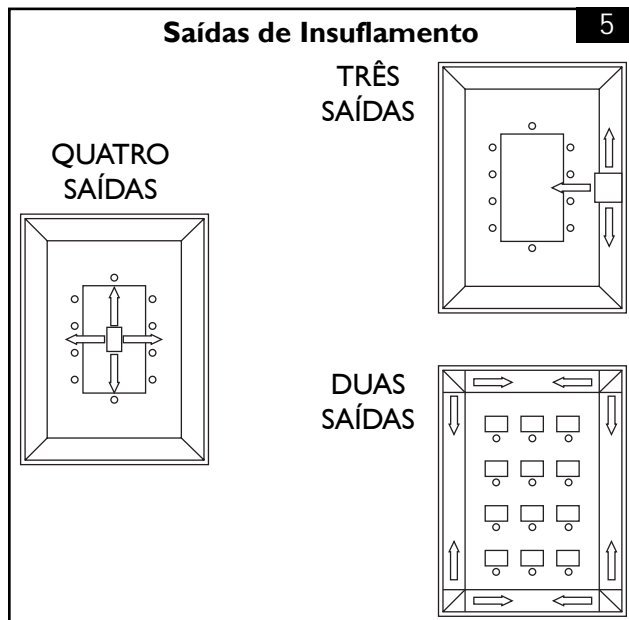 Saídas de Insuflamento
5
TRÊS
SAÍDAS
QUATRO
SAÍDAS
DUAS
SAÍDAS